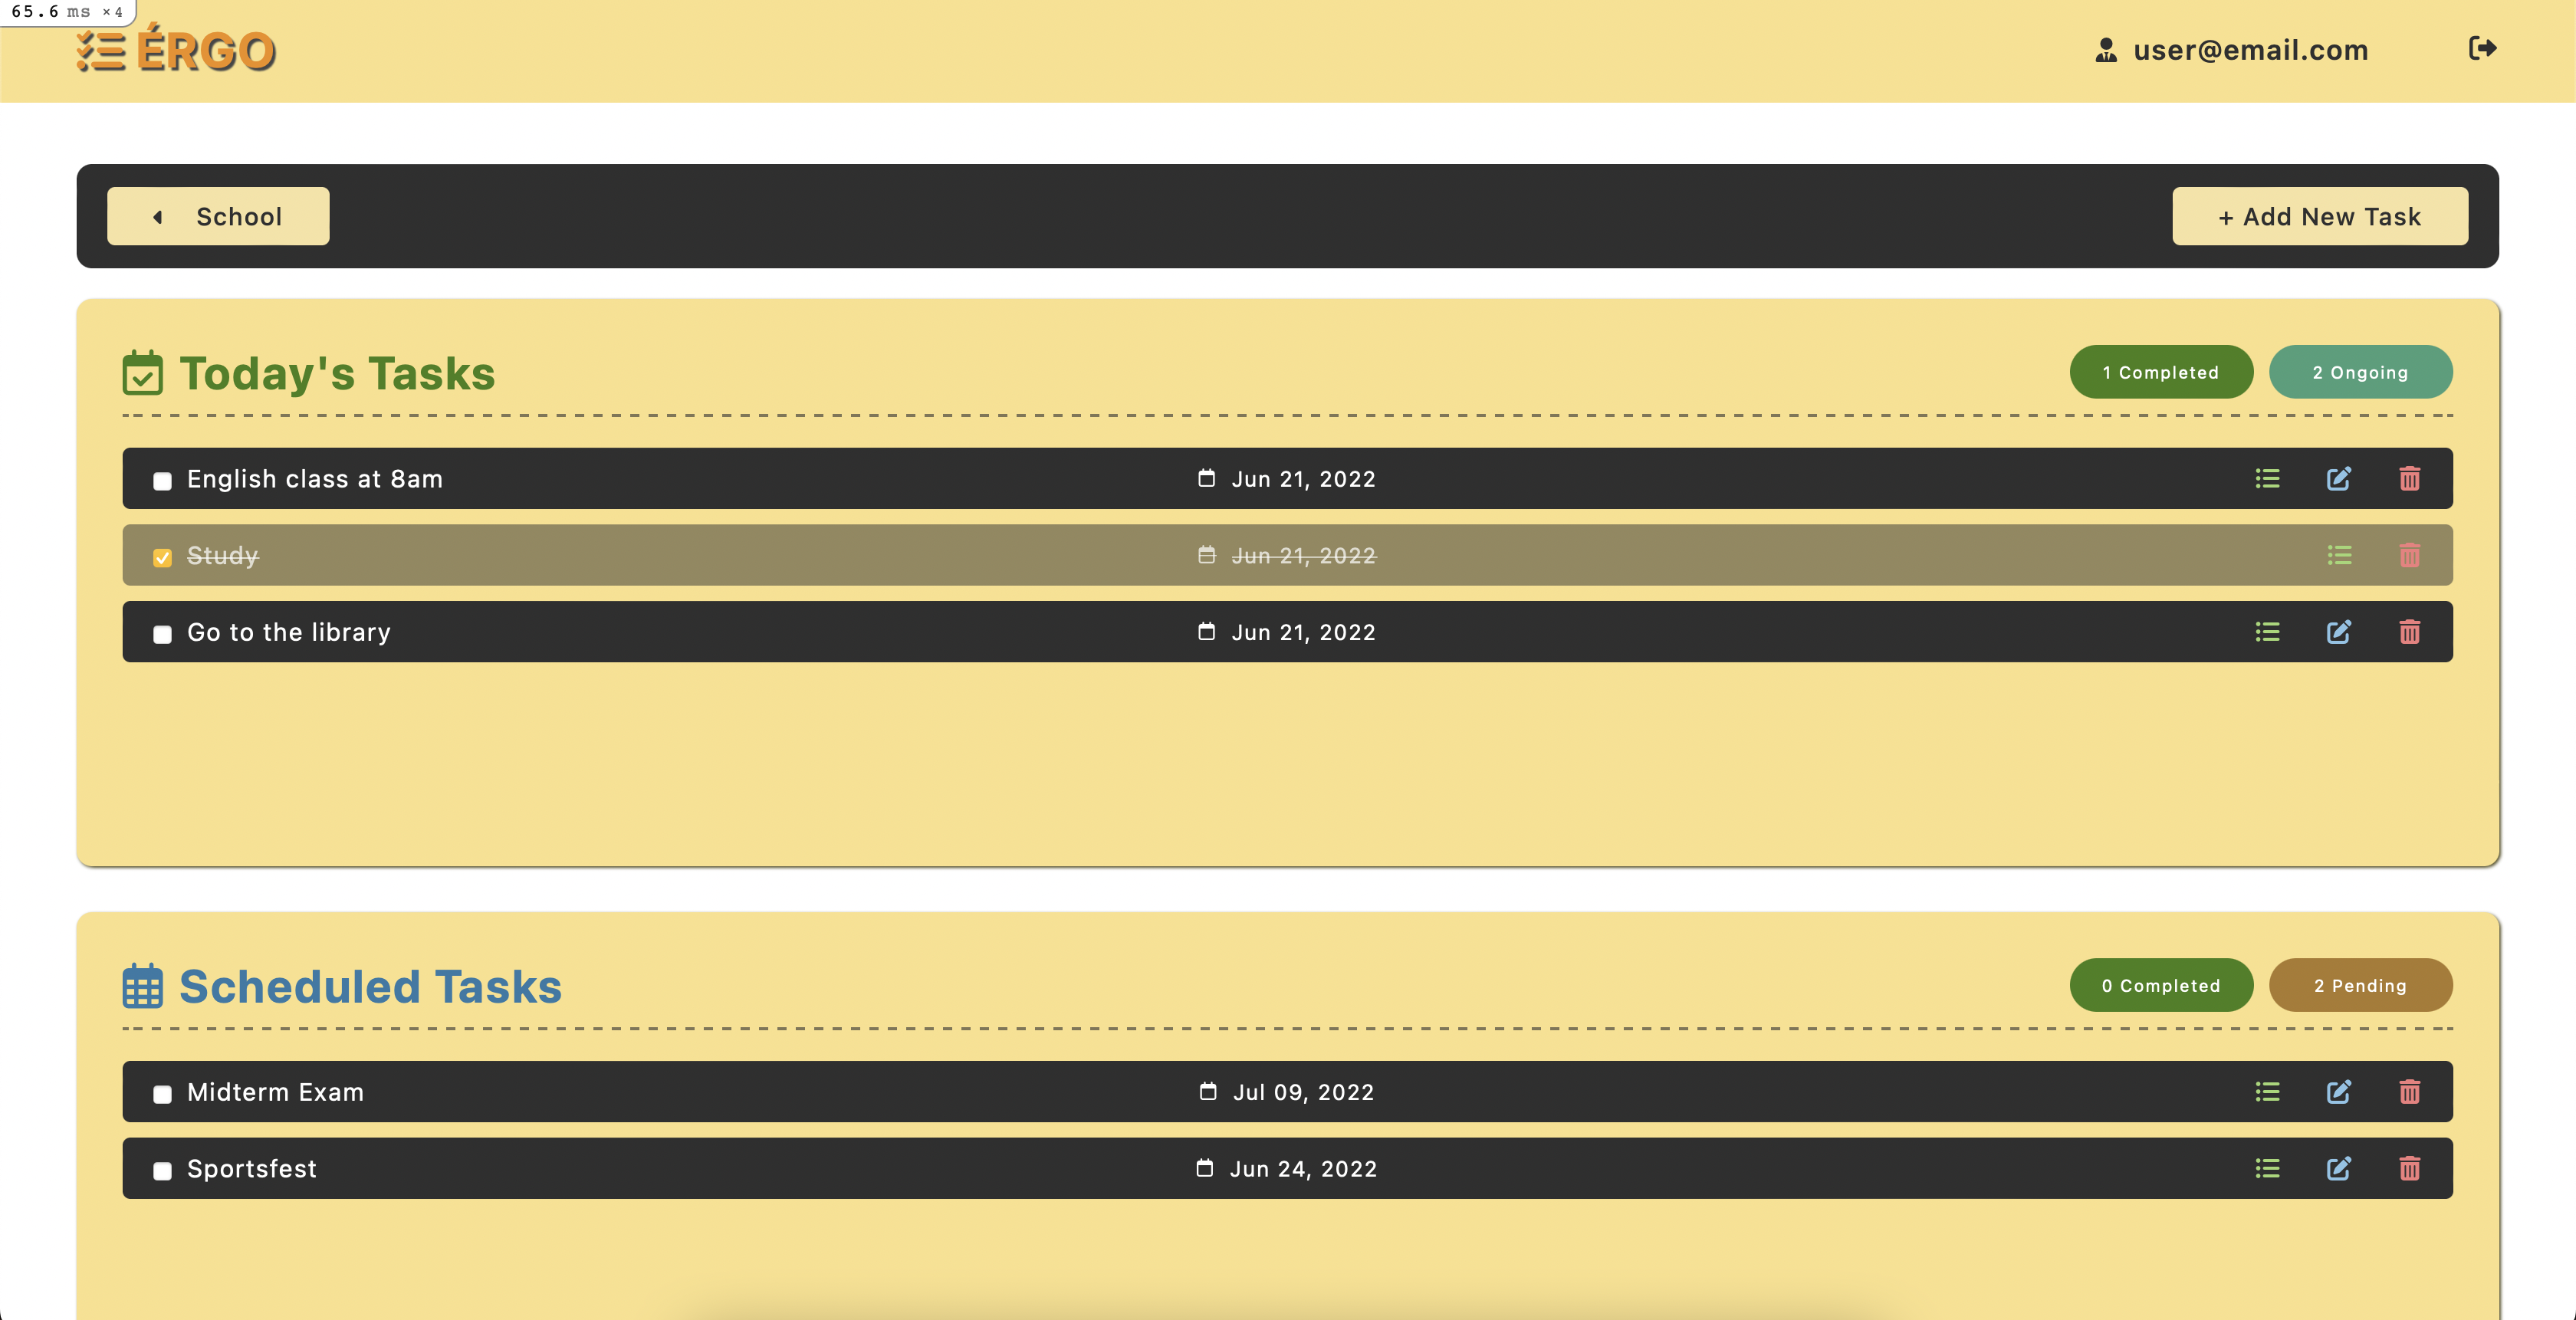 65.6 ms ×4
ÉRGO
user@email.com
School
+ Add New Task
Today's Tasks
1 Completed
2 Ongoing
English class at 8am
Jun 21, 2022
Study
Jun 21, 2022
Go to the library
Jun 21, 2022
Scheduled Tasks
0 Completed
2 Pending
Midterm Exam
Jul 09, 2022
Sportsfest
Jun 24, 2022